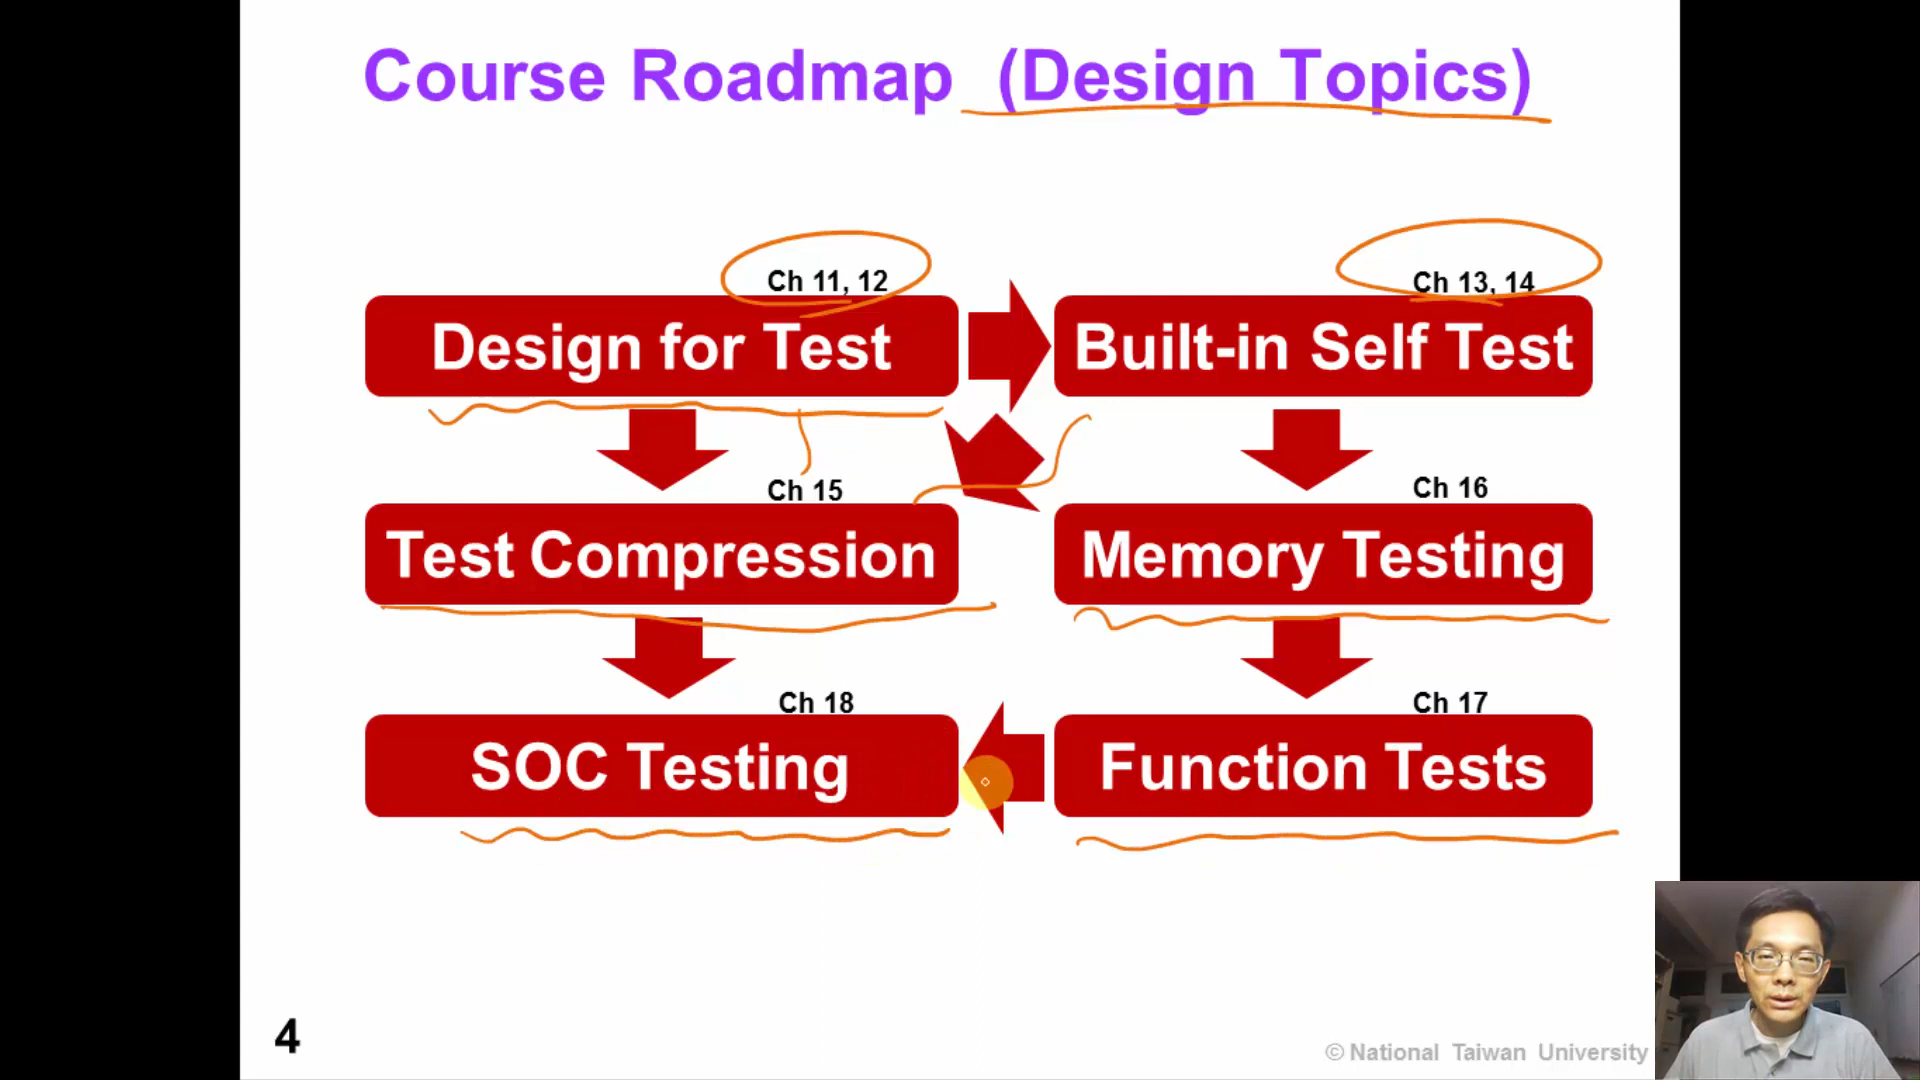 Course Roadmap (Design Topics)
Ch 11, 12
Design for Test
Ch 13, 14
Built-in Self Test
Ch 15
Test Compression
Ch 16
Memory Testing
Ch 18
SOC Testing
Ch 17
Function Tests
4
© National Taiwan University